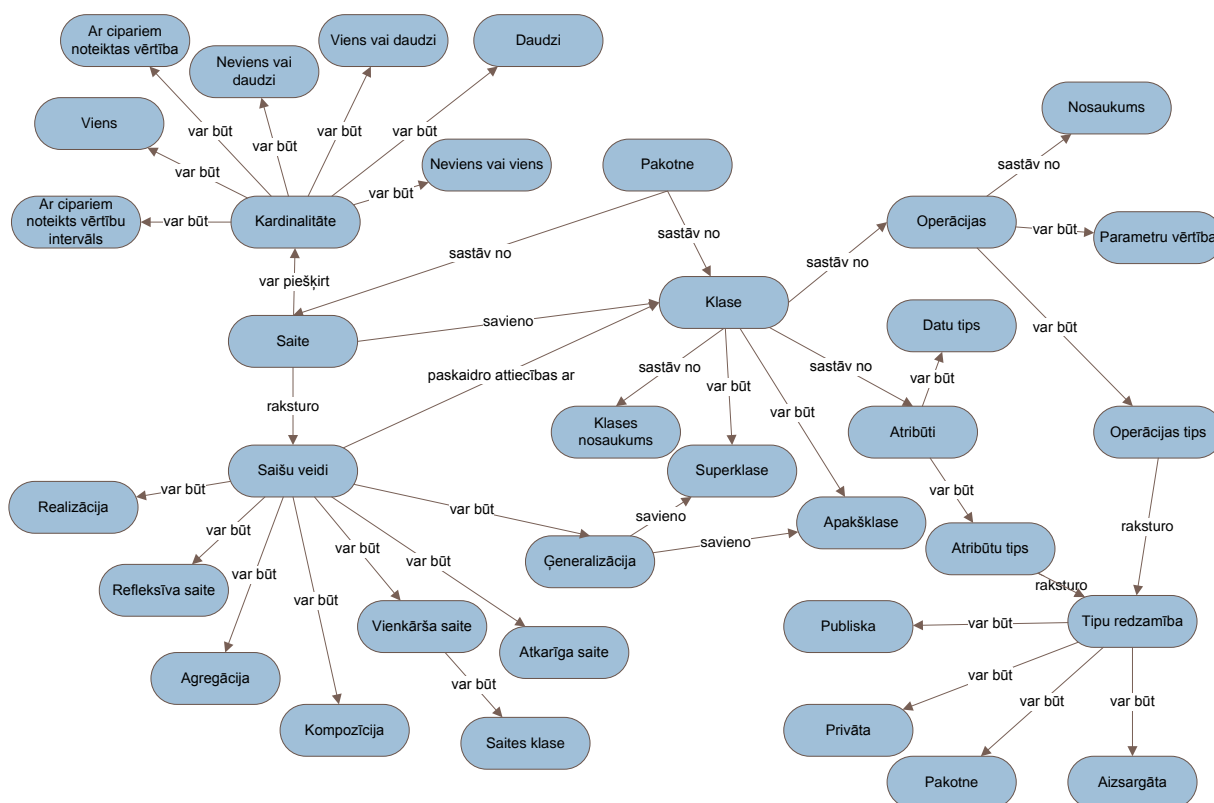 Ar cipariem
noteiktas vērtība
Neviens vai
daudzi
Viens vai daudzi
Daudzi
Nosaukums
Viens
var būt
var būt
var būt
var būt
var būt
Neviens vai viens
var būt
Pakotne
sastāv no
Ar cipariem
noteikts vērtību
intervāls
var būt
Kardinalitāte
Operācijas
var būt
Parametru vērtība
sastāv no
sastāv no
sastāv no
var piešķirt
Klase
Saite
savieno
Datu tips
var būt
sastāv no
sastāv no
var būt
var būt
paskaidro attiecības ar
raksturo
var būt
Klases
nosaukums
Atribūti
Operācijas tips
Saišu veidi
Superklase
var būt
var būt
var būt
Realizācija
savieno
Apakšklase
raksturo
savieno
Ģeneralizācija
Atribūtu tips
var būt
var būt
var būt
var būt
Refleksīva saite
raksturo
var būt
Vienkārša saite
Atkarīga saite
Publiska
var būt
Tipu redzamība
Agregācija
var būt
var būt
var būt
var būt
Kompozīcija
Saites klase
Privāta
Pakotne
Aizsargāta